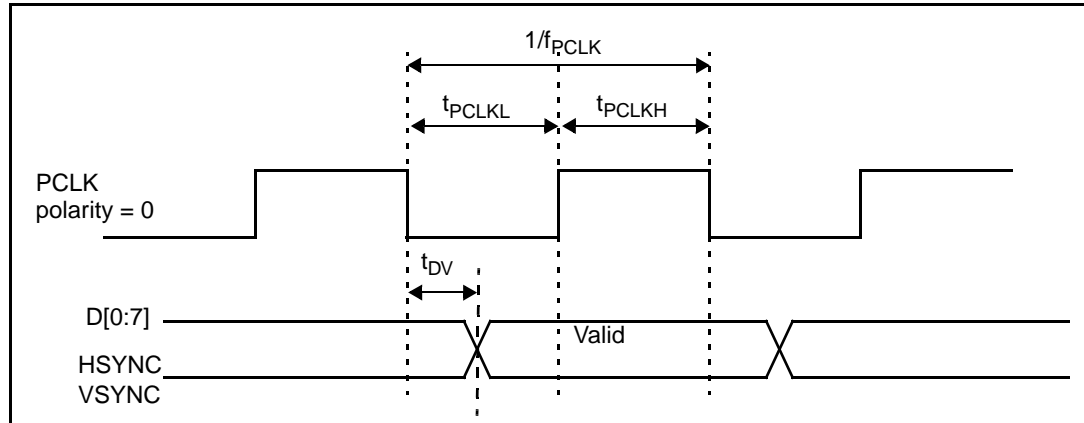 1/fPCLK
tPCLKL
tPCLKH
PCLK
polarity = 0
tDV
D[0:7]
Valid
HSYNC
VSYNC